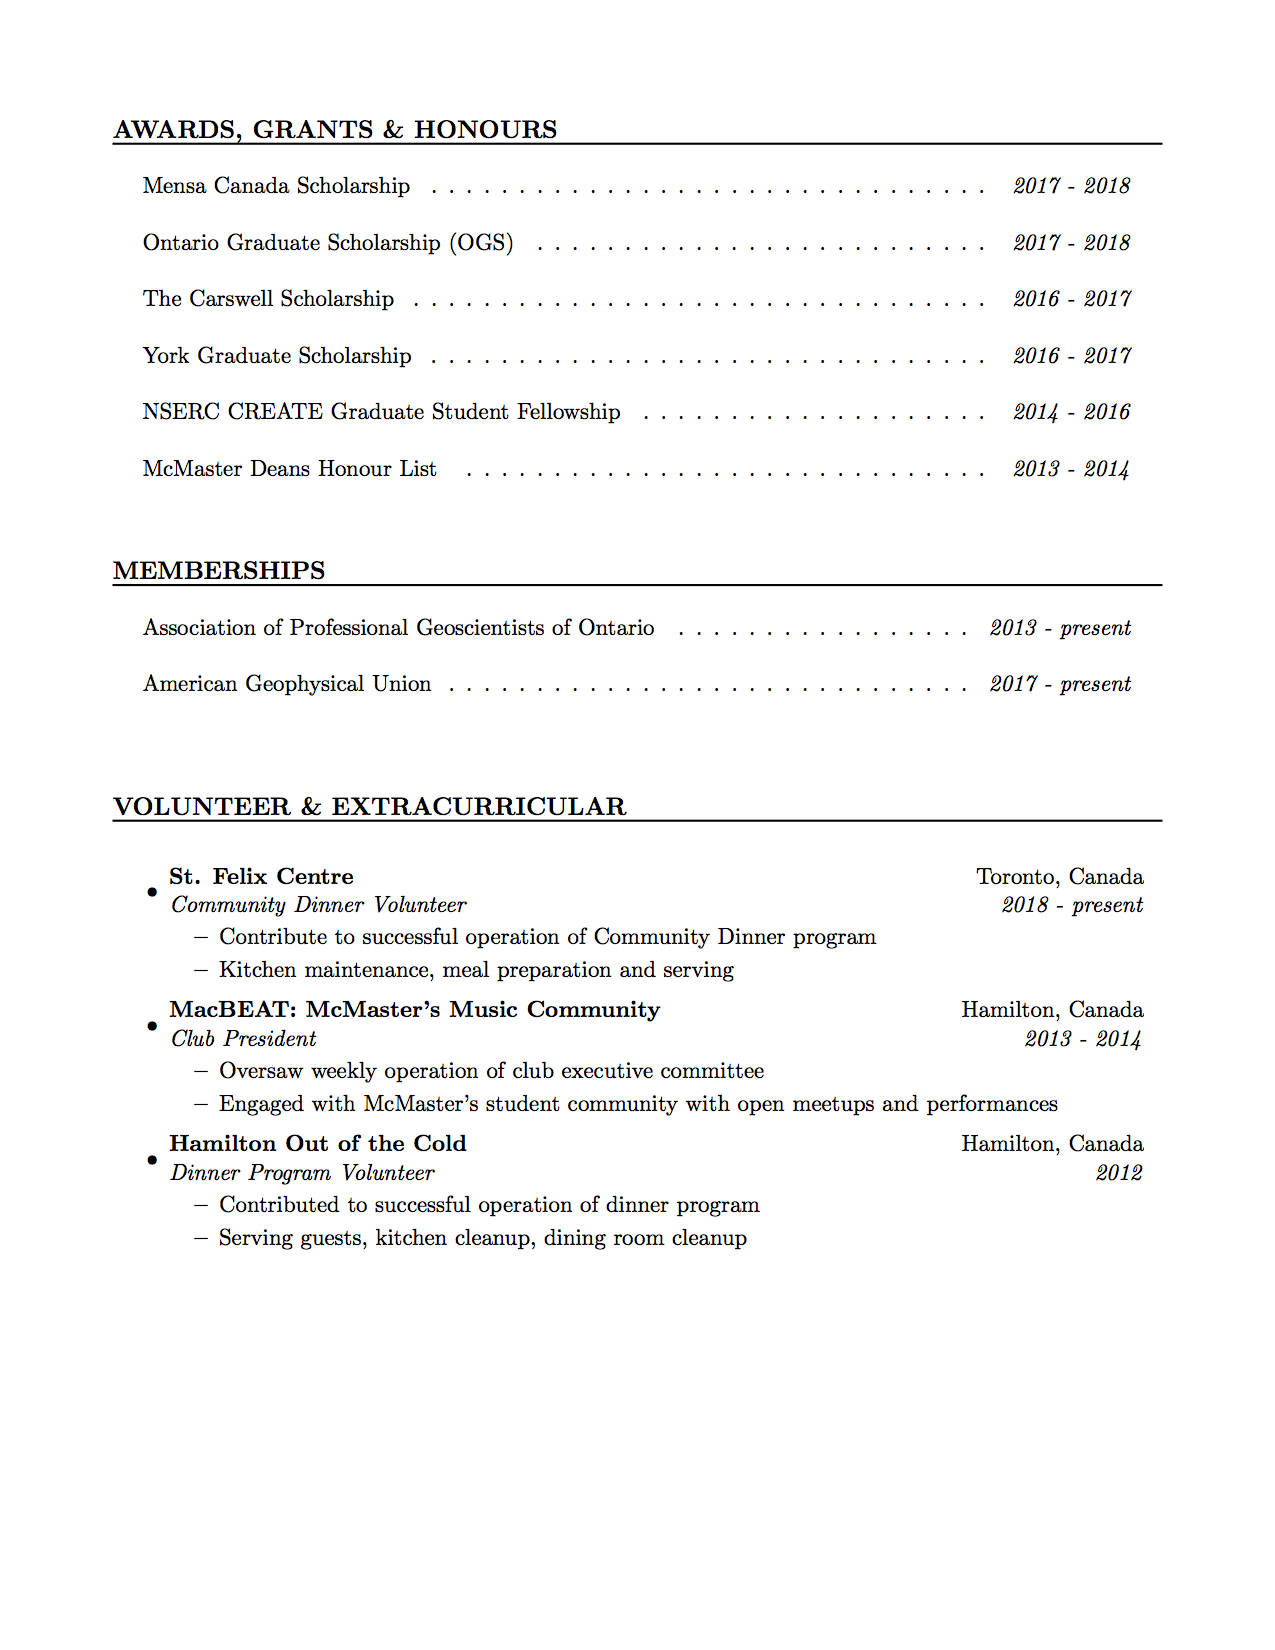 AWARDS, GRANTS & HONOURS
Mensa Canada Scholarship . . . . . . . . . . . . . . . . . . . . . . . . . . . . . . . . 2017 - 2018
Ontario Graduate Scholarship (OGS) . . . . . . . . . . . . . . . . . . . . . . . . . . 2017 - 2018
The Carswell Scholarship . . . . . . . . . . . . . . . . . . . . . . . . . . . . . . . . . 2016 - 2017
York Graduate Scholarship . . . . . . . . . . . . . . . . . . . . . . . . . . . . . . . . 2016 - 2017
NSERC CREATE Graduate Student Fellowship . . . . . . . . . . . . . . . . . . . . 2014 - 2016
McMaster Deans Honour List . . . . . . . . . . . . . . . . . . . . . . . . . . . . . . 2013 - 2014
MEMBERSHIPS
Association of Professional Geoscientists of Ontario . . . . . . . . . . . . . . . . . 2013 - present
American Geophysical Union . . . . . . . . . . . . . . . . . . . . . . . . . . . . . . 2017 - present
VOLUNTEER & EXTRACURRICULAR
• St. Felix Centre Toronto, Canada
Community Dinner Volunteer 2018 - present
– Contribute to successful operation of Community Dinner program
– Kitchen maintenance, meal preparation and serving
• MacBEAT: McMaster's Music Community Hamilton, Canada
Club President 2013 - 2014
– Oversaw weekly operation of club executive committee
– Engaged with McMaster's student community with open meetups and performances
• Hamilton Out of the Cold Hamilton, Canada
Dinner Program Volunteer 2012
– Contributed to successful operation of dinner program
– Serving guests, kitchen cleanup, dining room cleanup